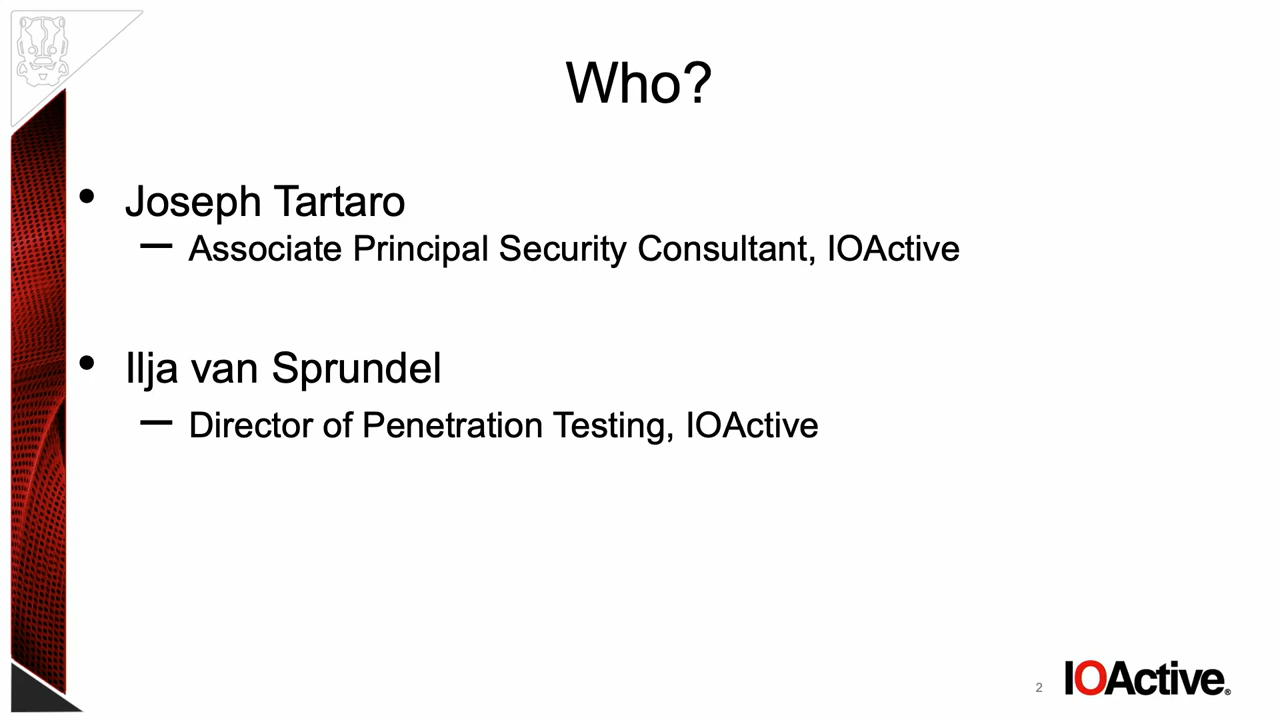 Who?
• Joseph Tartaro
— Associate Principal Security Consultant, IOActive
• Ilja van Sprundel
— Director of Penetration Testing, IOActive
2
IOActive®